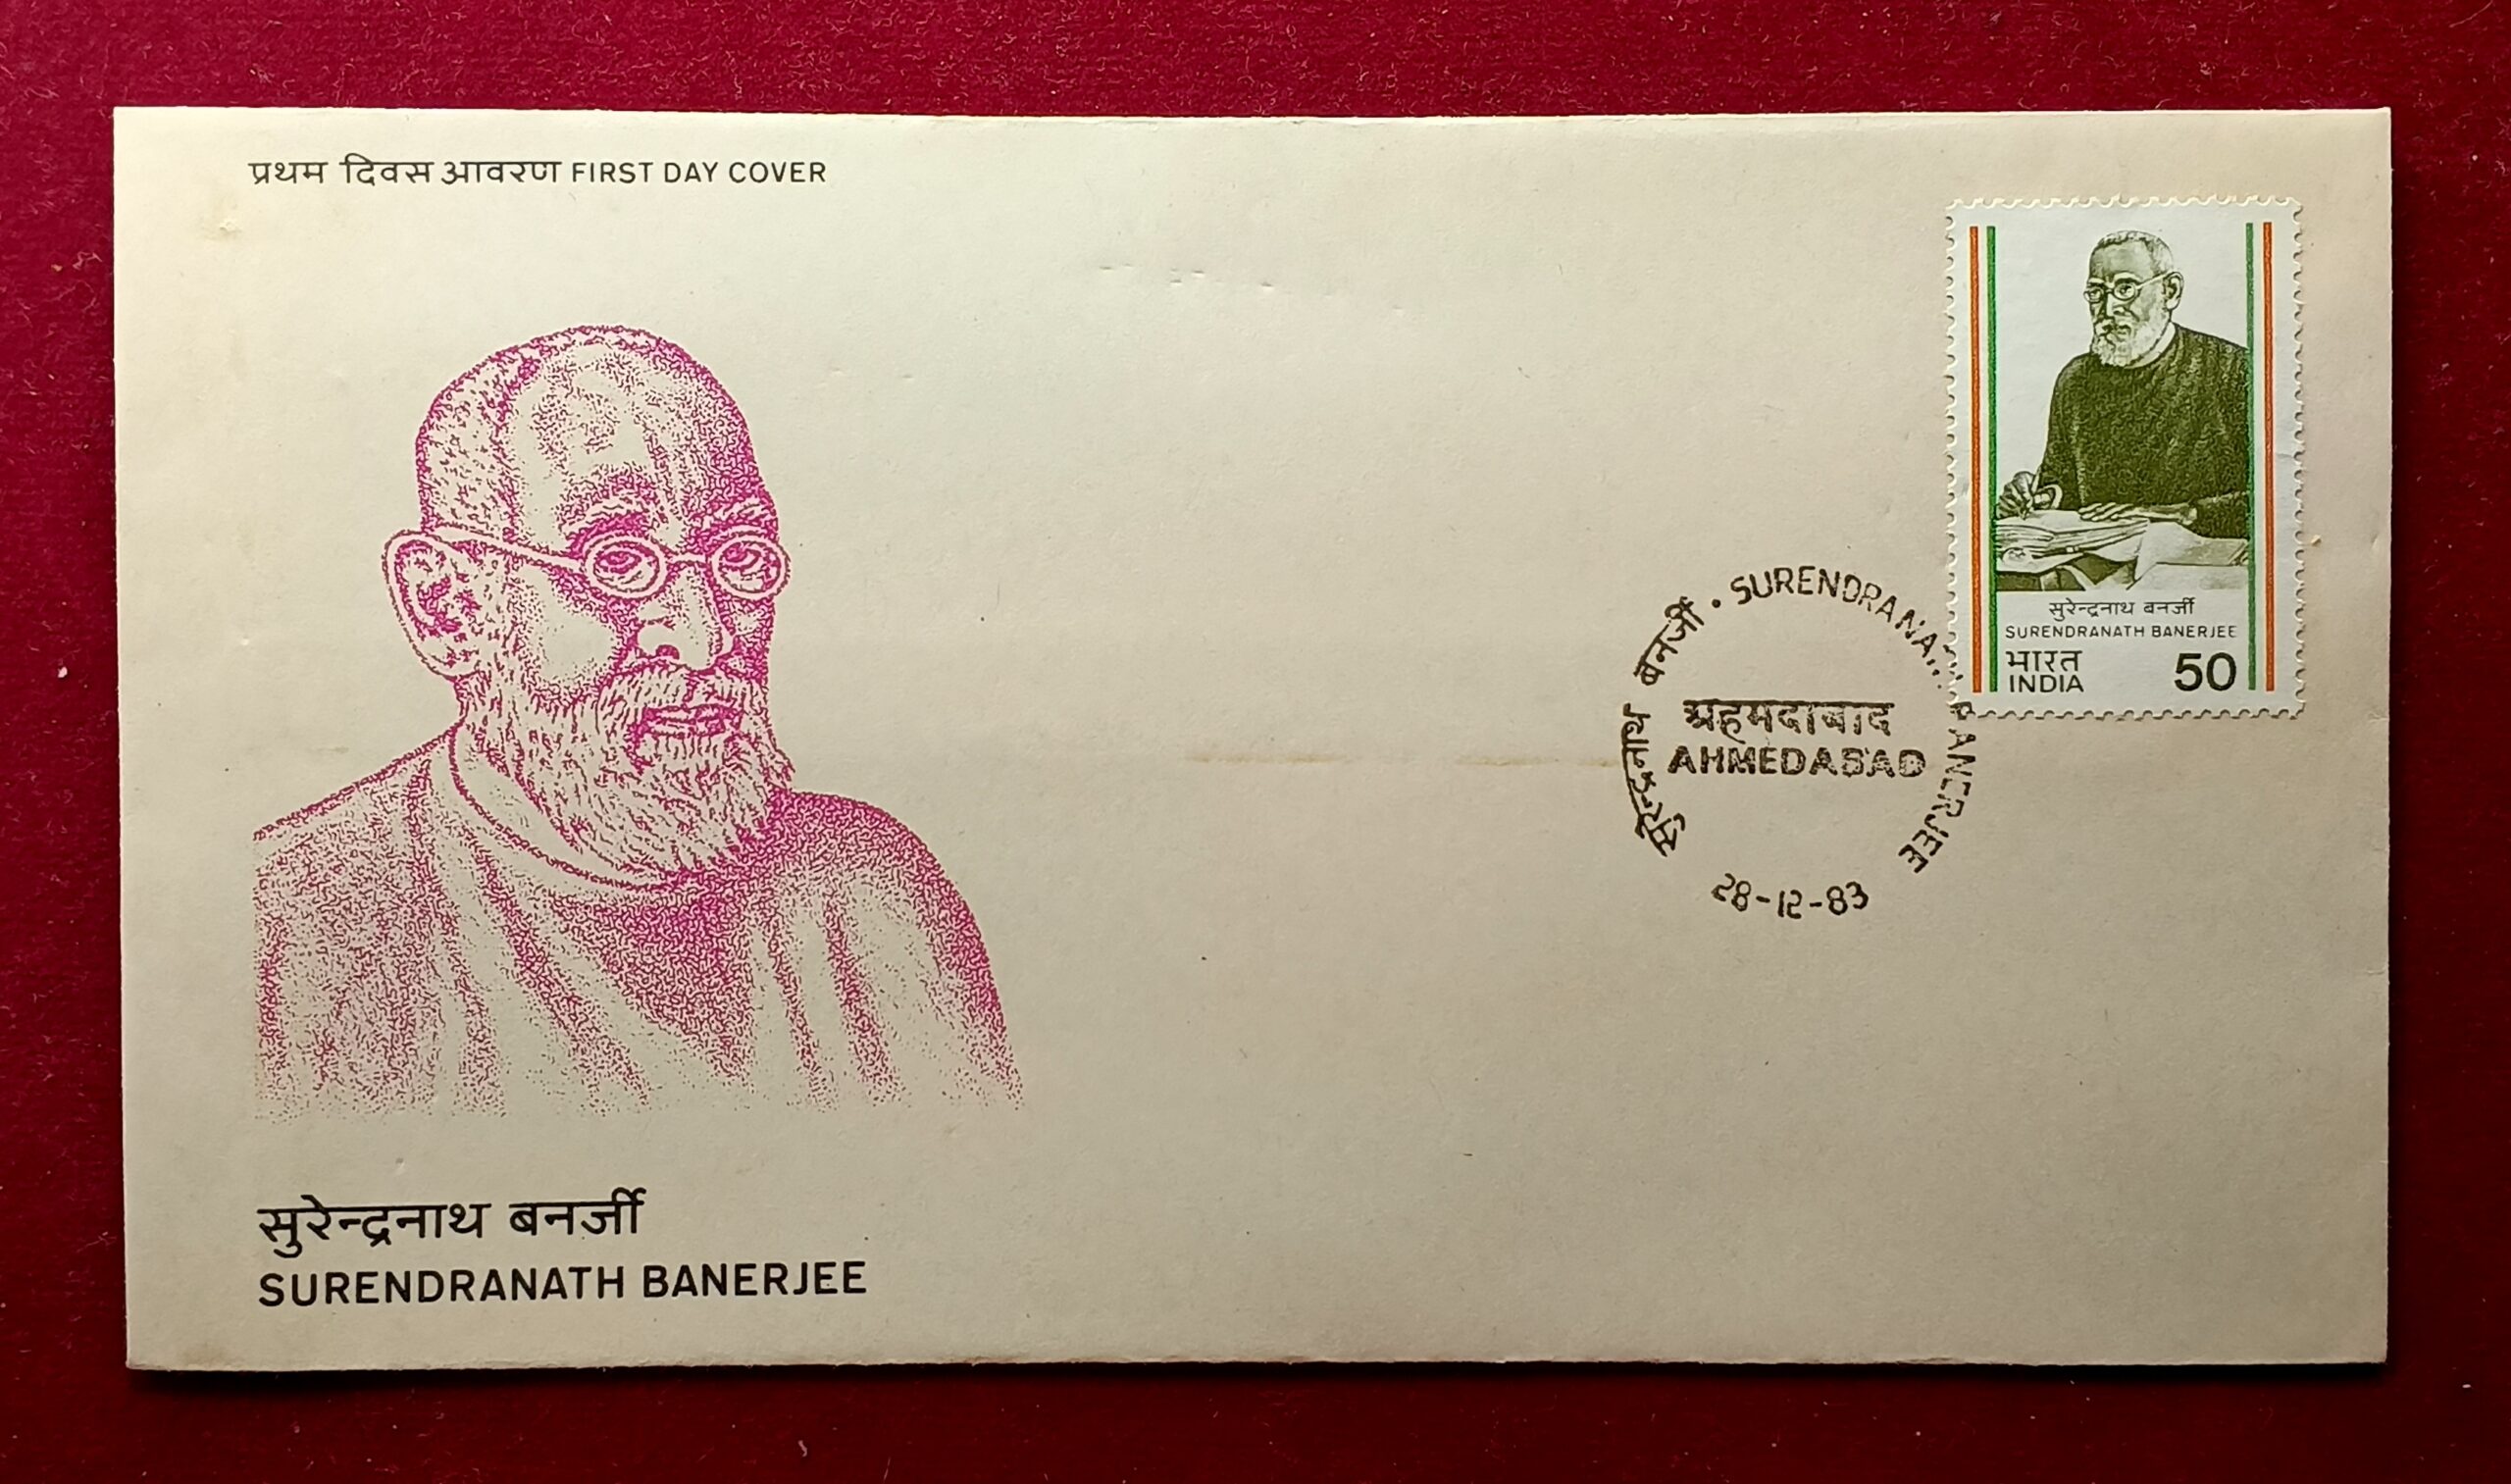 प्रथम दिवस आवरण FIRST DAY COVER
सुरेन्द्रनाथ बनर्जी
SURENDRANATH BANERJEE
भारत
INDIA
50
सुरेन्द्रनाथ बनर्जी • SURENDRANATH BANERJEE
अहमदाबाद
AHMEDABAD
28-12-83
सुरेन्द्रनाथ बनर्जी
SURENDRANATH BANERJEE